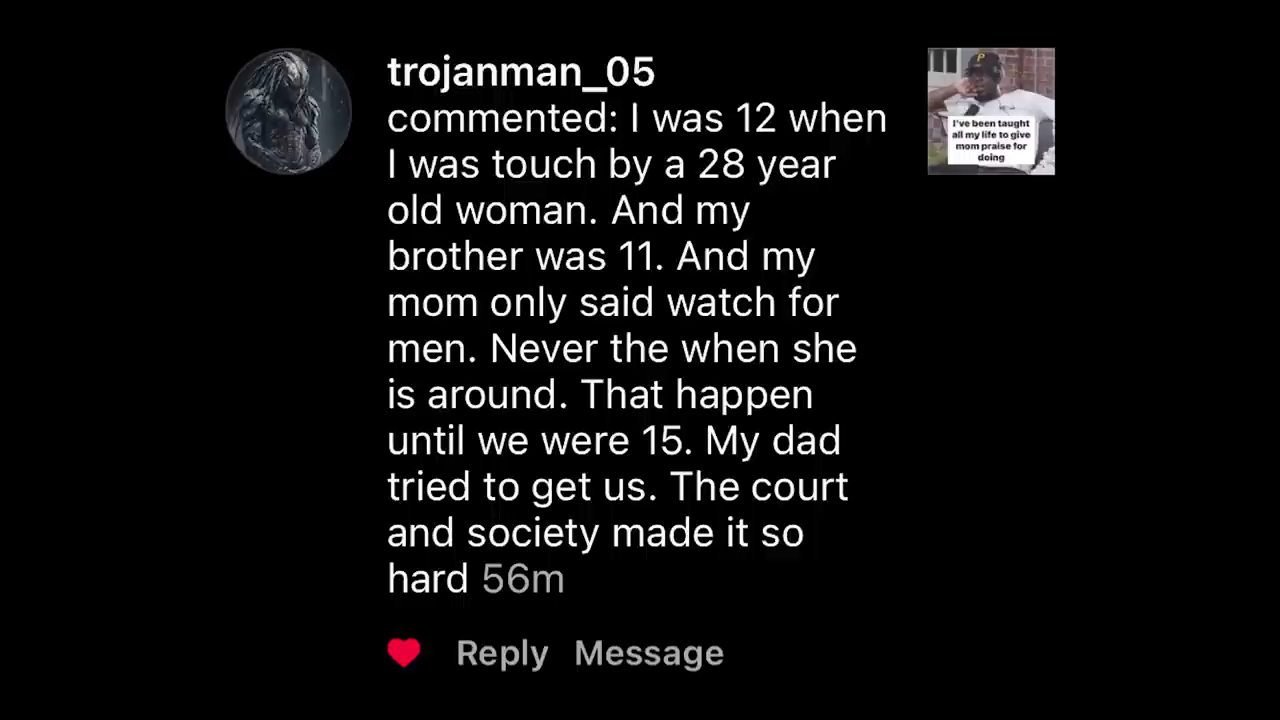 trojanman_05
commented: I was 12 when
I was touch by a 28 year
old woman. And my
brother was 11. And my
mom only said watch for
men. Never the when she
is around. That happen
until we were 15. My dad
tried to get us. The court
and society made it so
hard 56m
Reply Message
P
I've been taught
all my life to give
mom praise for
doing